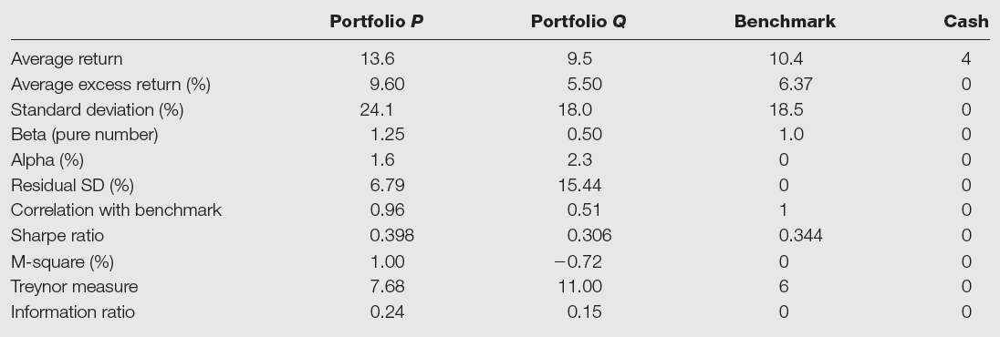 Portfolio P Portfolio Q Benchmark Cash
Average return 13.6 9.5 10.4 4
Average excess return (%) 9.60 5.50 6.37 0
Standard deviation (%) 24.1 18.0 18.5 0
Beta (pure number) 1.25 0.50 1.0 0
Alpha (%) 1.6 2.3 0 0
Residual SD (%) 6.79 15.44 0 0
Correlation with benchmark 0.96 0.51 1 0
Sharpe ratio 0.398 0.306 0.344 0
M-square (%) 1.00 −0.72 0 0
Treynor measure 7.68 11.00 6 0
Information ratio 0.24 0.15 0 0